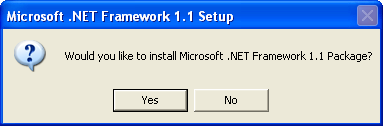 Microsoft .NET Framework 1.1 Setup
Would you like to install Microsoft .NET Framework 1.1 Package?
Yes
No